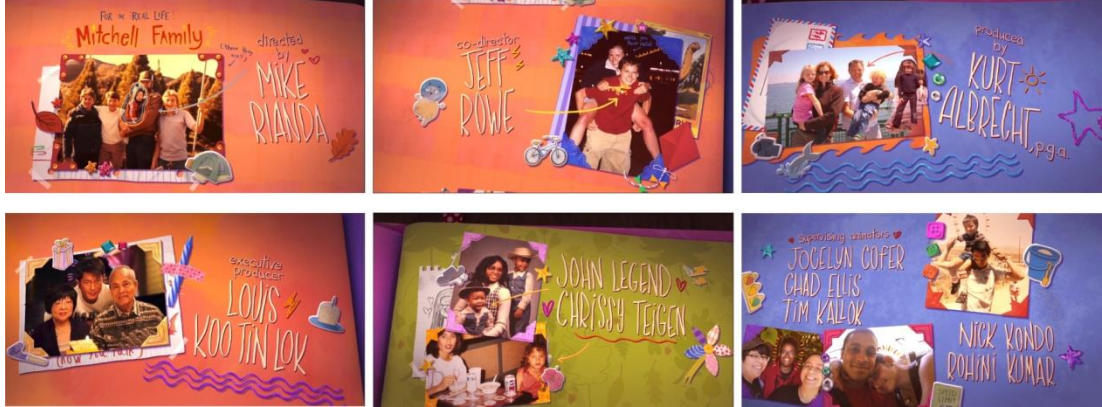 FOR the REAL LIFE
Mitchell Family
directed
by
MIKE
RIANDA
co-director
JEFF
ROWE
produced
by
KURT
ALBRECHT, p.g.a.
executive
producer
LOUIS
KOO TIN LOK
JOHN LEGEND
CHRISSY TEIGEN
supervising animators
JOCELYN COFER
CHAD ELLIS
TIM KALLOK
NICK KONDO
ROHINI KUMAR